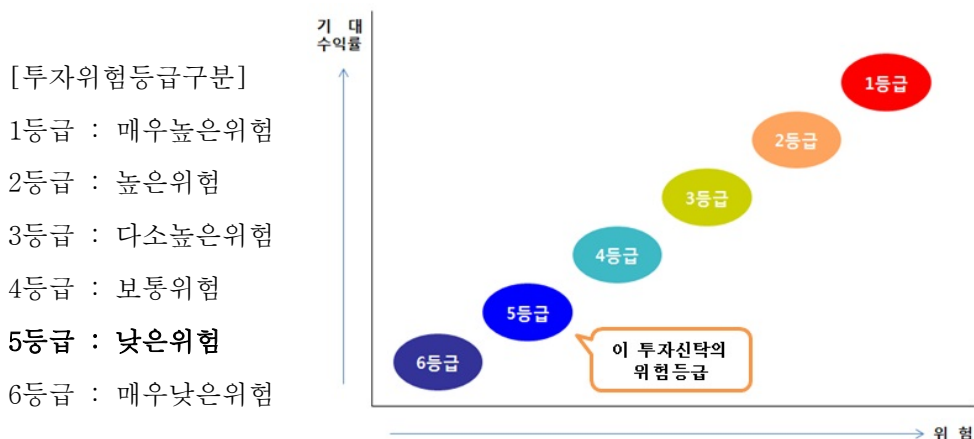 [투자위험등급구분]
1등급 : 매우높은위험
2등급 : 높은위험
3등급 : 다소높은위험
4등급 : 보통위험
5등급 : 낮은위험
6등급 : 매우낮은위험
기 대
수익률
1등급
2등급
3등급
4등급
5등급
6등급
이 투자신탁의
위험등급
위 험